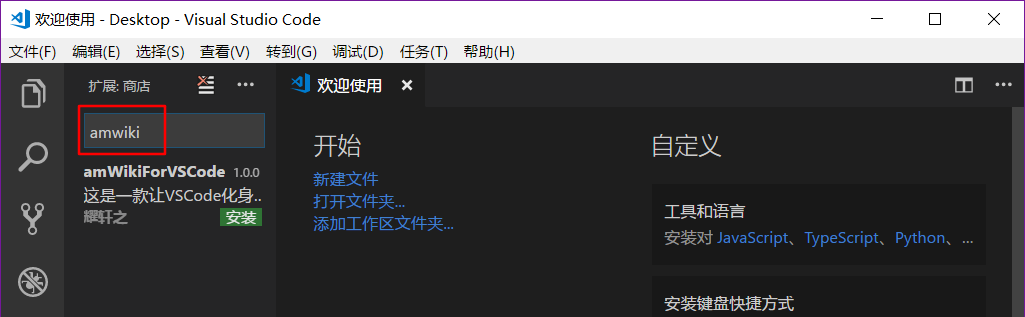 欢迎使用 - Desktop - Visual Studio Code
文件(F) 编辑(E) 选择(S) 查看(V) 转到(G) 调试(D) 任务(T) 帮助(H)
扩展: 商店
amwiki
amWikiForVSCode 1.0.0
这是一款让VSCode化身...
耀轩之 安装
欢迎使用
开始
新建文件
打开文件夹...
添加工作区文件夹...
自定义
工具和语言
安装对 JavaScript、TypeScript、Python、...
安装键盘快捷方式